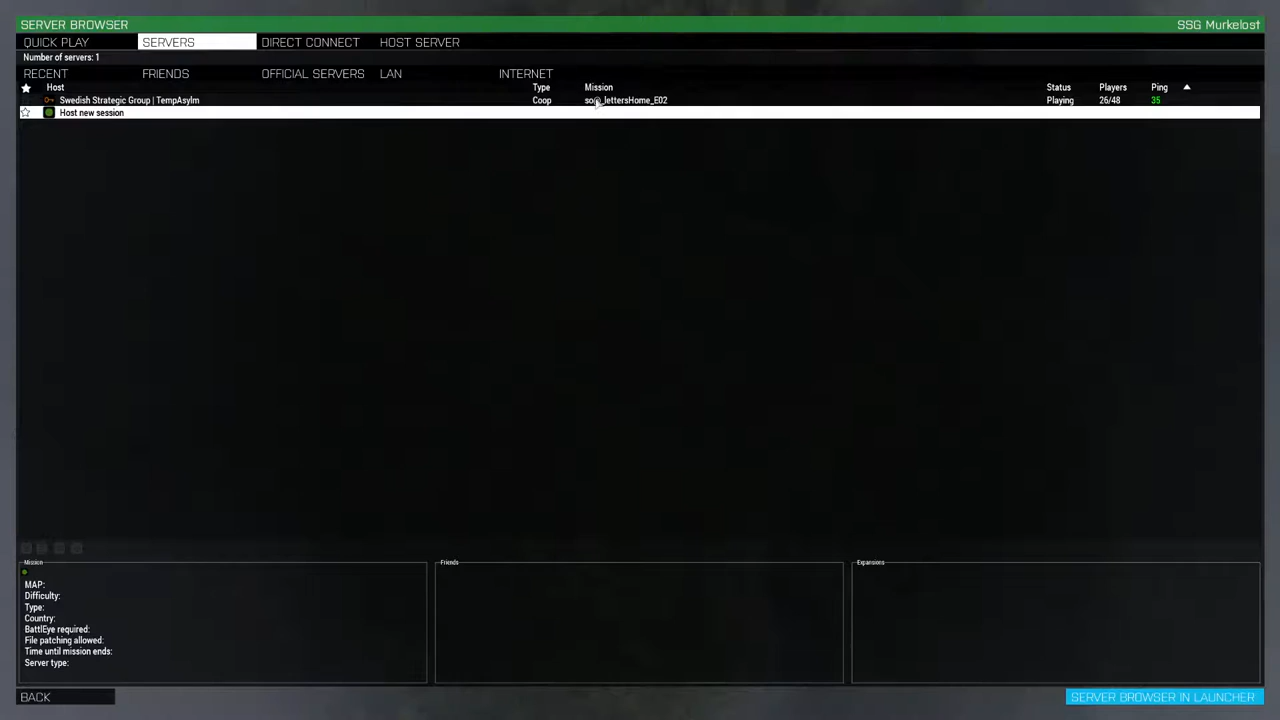 SERVER BROWSER SSG Murkelost
QUICK PLAY SERVERS DIRECT CONNECT HOST SERVER
Number of servers: 1
RECENT FRIENDS OFFICIAL SERVERS LAN INTERNET
Host Type Mission Status Players Ping
Swedish Strategic Group | TempAsylm Coop lettersHome_E02 Playing 26/48 35
Host new session
Mission Friends Expansions
MAP:
Difficulty:
Type:
Country:
BattlEye required:
File patching allowed:
Time until mission ends:
Server type:
BACK SERVER BROWSER IN LAUNCHER